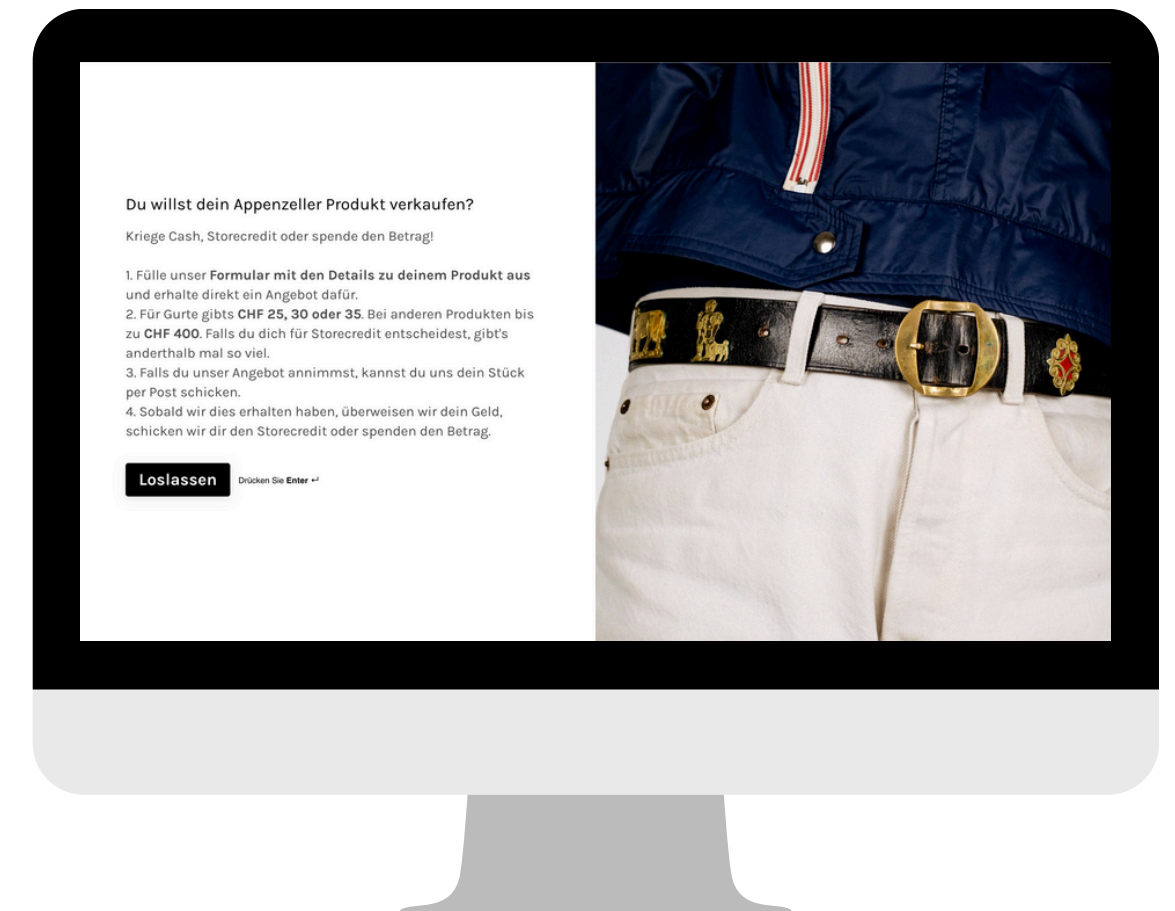 Du willst dein Appenzeller Produkt verkaufen?
Kriege Cash, Storecredit oder spende den Betrag!
1. Fülle unser Formular mit den Details zu deinem Produkt aus
und erhalte direkt ein Angebot dafür.
2. Für Gurte gibts CHF 25, 30 oder 35. Bei anderen Produkten bis
zu CHF 400. Falls du dich für Storecredit entscheidest, gibt's
anderthalb mal so viel.
3. Falls du unser Angebot annimmst, kannst du uns dein Stück
per Post schicken.
4. Sobald wir dies erhalten haben, überweisen wir dein Geld,
schicken wir dir den Storecredit oder spenden den Betrag.
Loslassen Drücken Sie Enter ↵